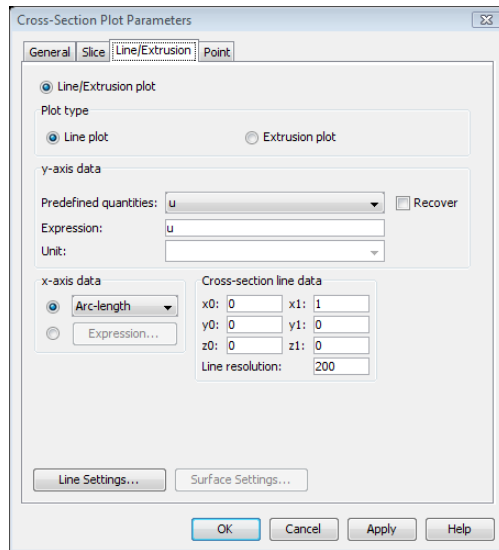 Cross-Section Plot Parameters
General Slice Line/Extrusion Point
Line/Extrusion plot
Plot type
Line plot Extrusion plot
y-axis data
Predefined quantities: u Recover
Expression: u
Unit:
x-axis data Cross-section line data
Arc-length x0: 0 x1: 1
Expression... y0: 0 y1: 0
z0: 0 z1: 0
Line resolution: 200
Line Settings... Surface Settings...
OK Cancel Apply Help